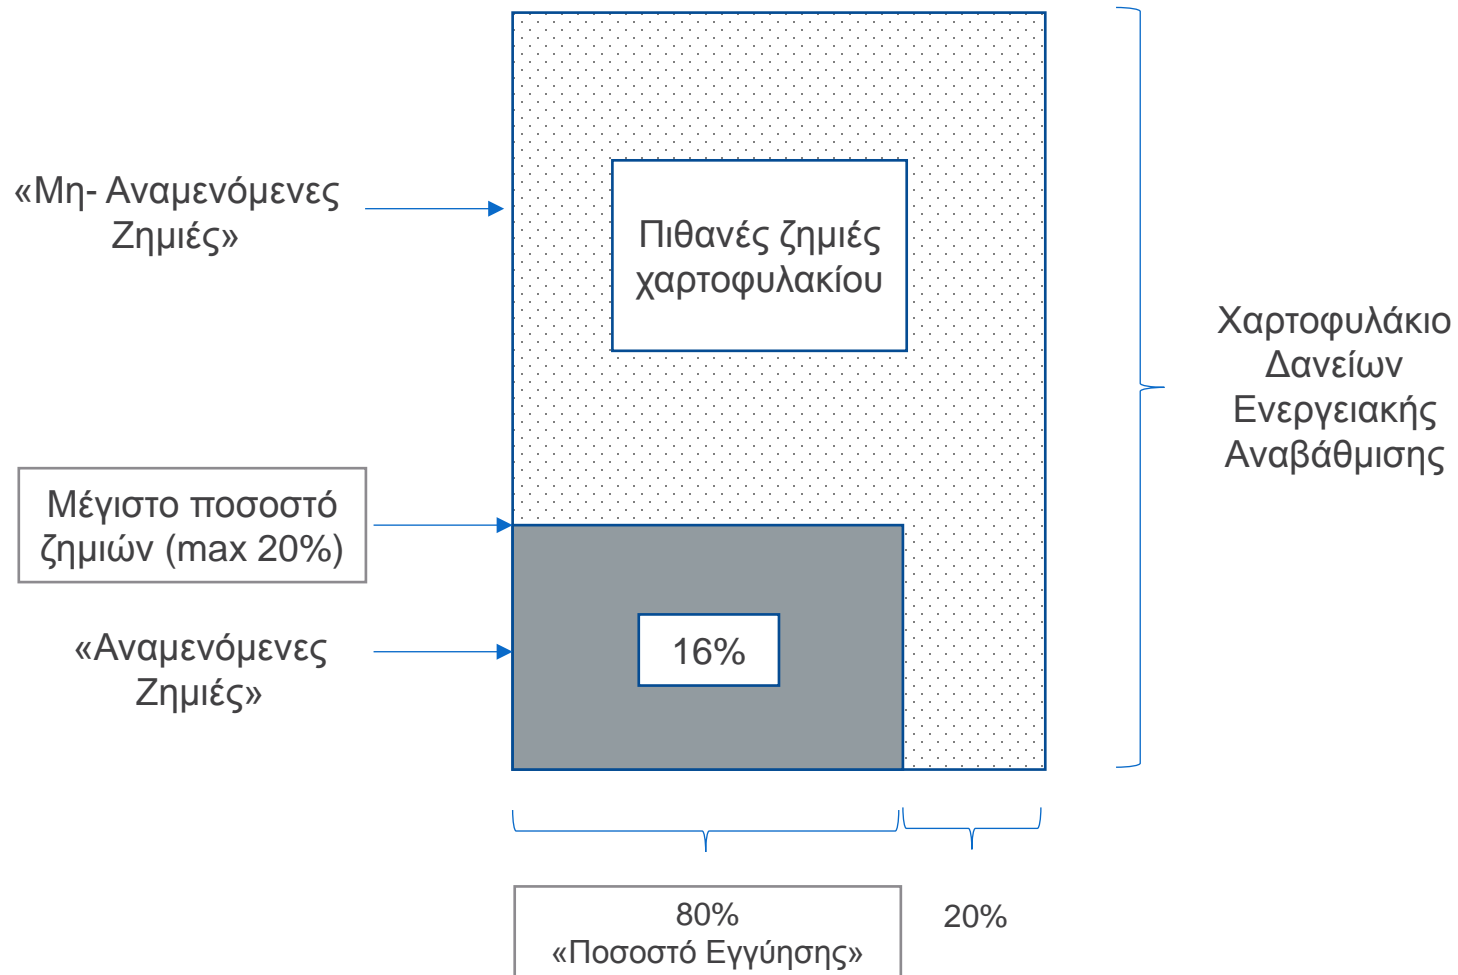 «Μη- Αναμενόμενες
Ζημιές»
Πιθανές ζημιές
χαρτοφυλακίου
Χαρτοφυλάκιο
Δανείων
Ενεργειακής
Αναβάθμισης
Μέγιστο ποσοστό
ζημιών (max 20%)
«Αναμενόμενες
Ζημιές»
16%
80%
«Ποσοστό Εγγύησης»
20%